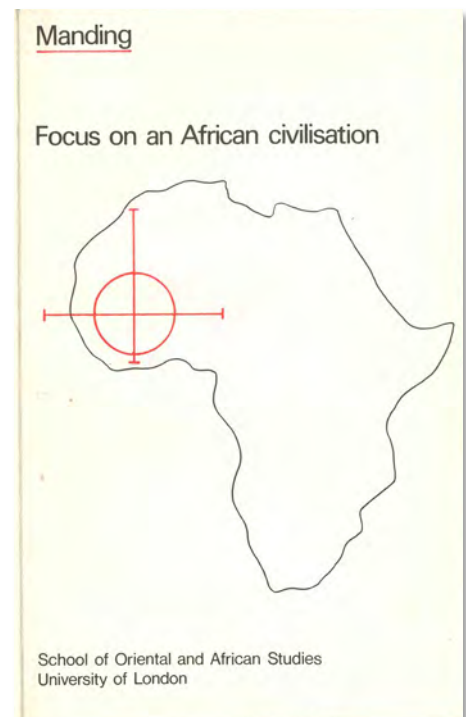 Manding
Focus on an African civilisation
School of Oriental and African Studies
University of London